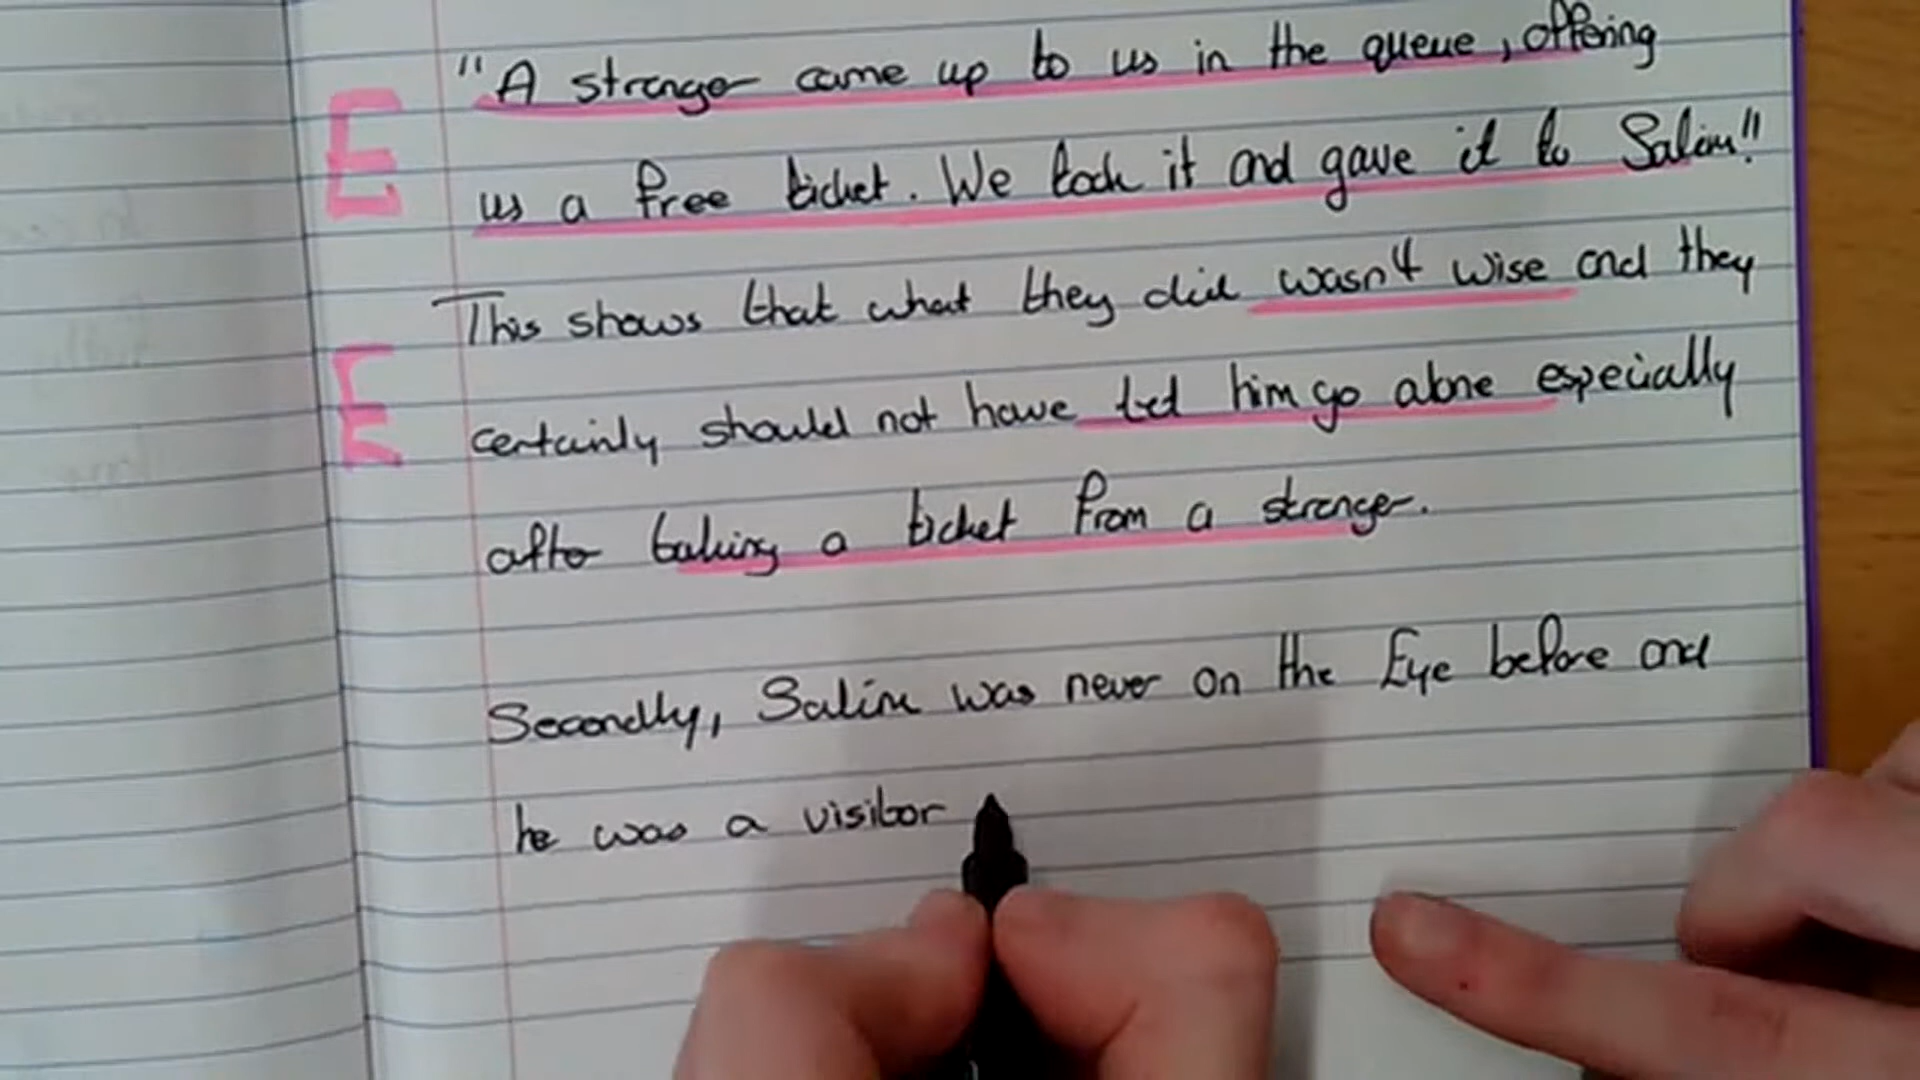 "A stranger came up to us in the queue, offering
E
us a free ticket. We took it and gave it to Salim."
This shows that what they did wasn't wise and they
E
certainly should not have let him go alone especially
after taking a ticket from a stranger.
Secondly, Salim was never on the Eye before and
he was a visitor